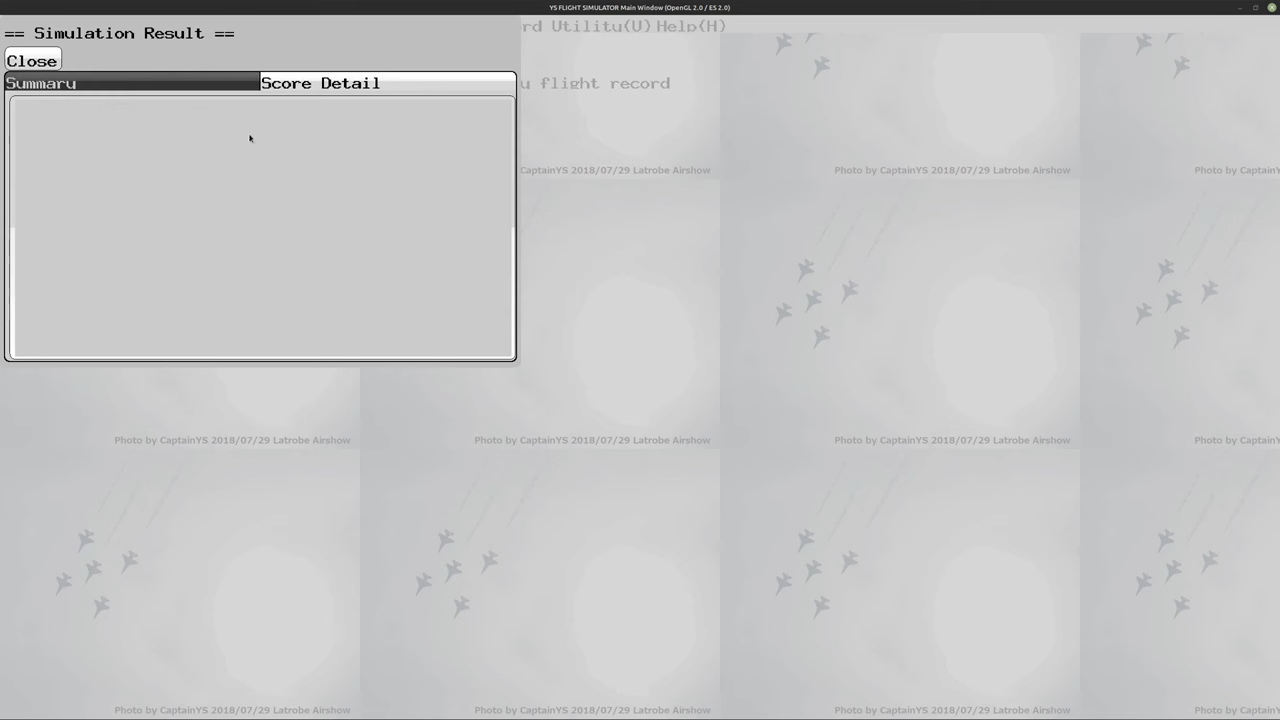 YS FLIGHT SIMULATOR Main Window (OpenGL 2.0 / ES 2.0)
rd Utilitu(U) Help(H)
== Simulation Result ==
Close
Summary
Score Detail
u flight record
CaptainYS 2018/07/29 Latrobe Airshow
Photo by CaptainYS 2018/07/29 Latrobe Airshow
Photo by CaptainY
Photo by CaptainYS 2018/07/29 Latrobe Airshow
Photo by CaptainYS 2018/07/29 Latrobe Airshow
Photo by CaptainYS 2018/07/29 Latrobe Airshow
Photo by CaptainY
Photo by CaptainYS 2018/07/29 Latrobe Airshow
Photo by CaptainYS 2018/07/29 Latrobe Airshow
Photo by CaptainYS 2018/07/29 Latrobe Airshow
Photo by CaptainY